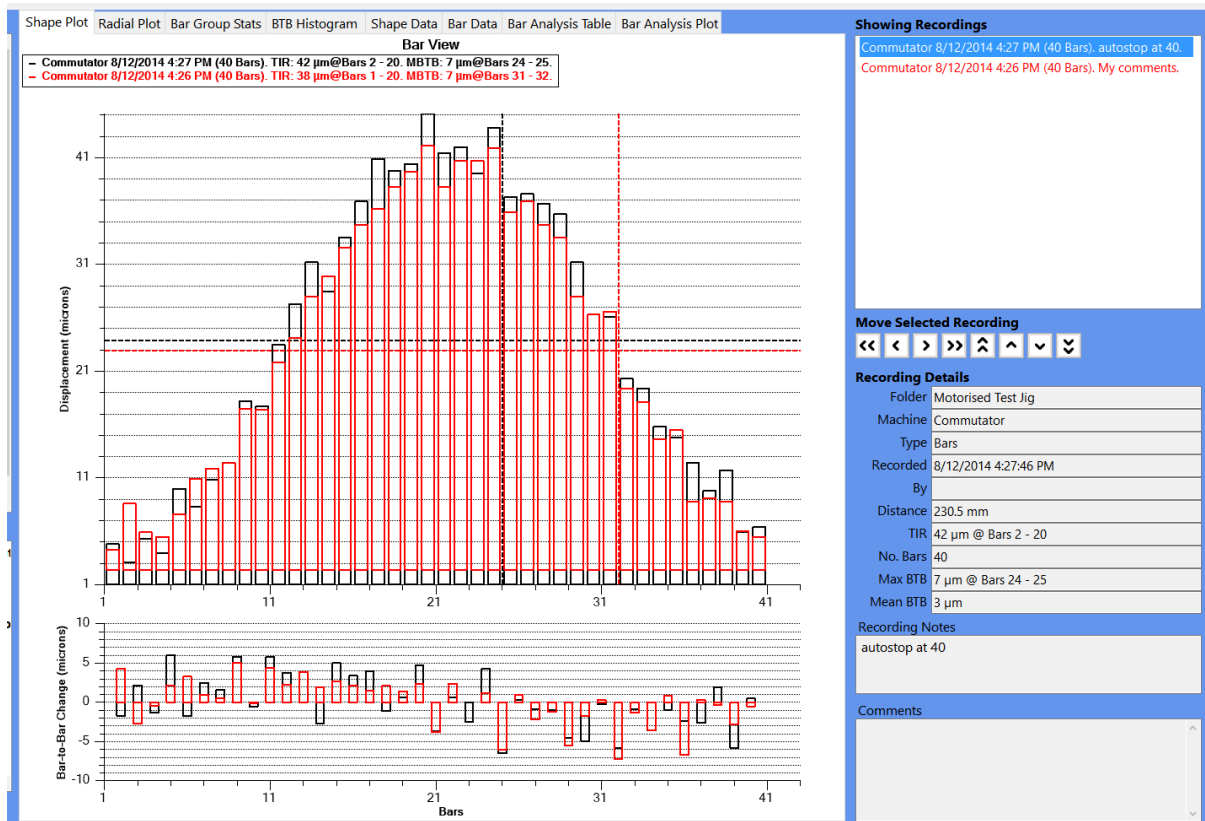 Shape Plot Radial Plot Bar Group Stats BTB Histogram Shape Data Bar Data Bar Analysis Table Bar Analysis Plot
Bar View
Commutator 8/12/2014 4:27 PM (40 Bars). TIR: 42 µm@Bars 2 - 20. MBTB: 7 µm@Bars 24 - 25.
Commutator 8/12/2014 4:26 PM (40 Bars). TIR: 38 µm@Bars 1 - 20. MBTB: 7 µm@Bars 31 - 32.
Displacement (microns)
41
31
21
11
1
1 11 21 31 41
Bar-to-Bar Change (microns)
10
5
0
-5
-10
1 11 21 31 41
Bars
Showing Recordings
Commutator 8/12/2014 4:27 PM (40 Bars). autostop at 40.
Commutator 8/12/2014 4:26 PM (40 Bars). My comments.
Move Selected Recording
Recording Details
Folder Motorised Test Jig
Machine Commutator
Type Bars
Recorded 8/12/2014 4:27:46 PM
By
Distance 230.5 mm
TIR 42 µm @ Bars 2 - 20
No. Bars 40
Max BTB 7 µm @ Bars 24 - 25
Mean BTB 3 µm
Recording Notes
autostop at 40
Comments